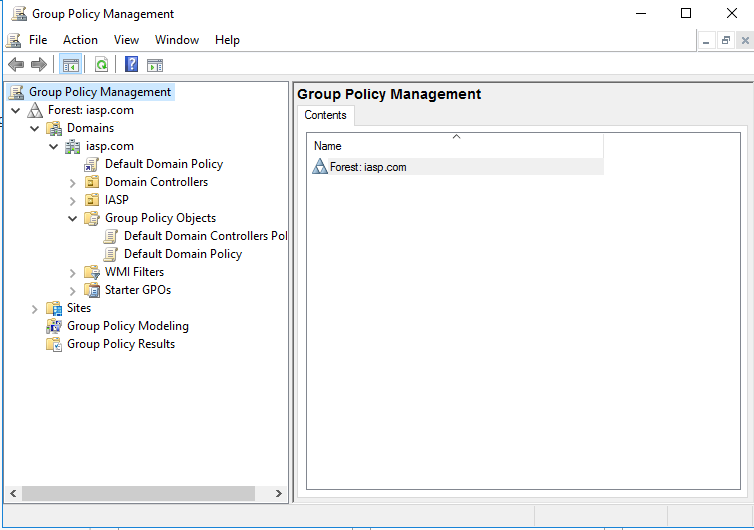 Group Policy Management
File Action View Window Help
Group Policy Management
Forest: iasp.com
Domains
iasp.com
Default Domain Policy
Domain Controllers
IASP
Group Policy Objects
Default Domain Controllers Pol
Default Domain Policy
WMI Filters
Starter GPOs
Sites
Group Policy Modeling
Group Policy Results
Group Policy Management
Contents
Name
Forest: iasp.com